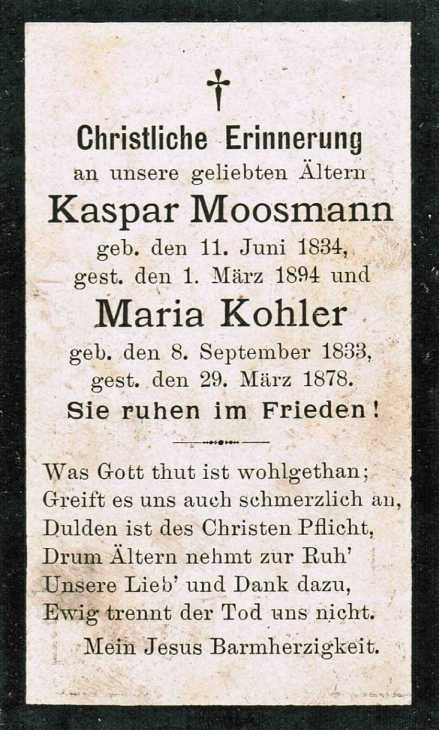 Christliche Erinnerung
an unsere geliebten Ältern
Kaspar Moosmann
geb. den 11. Juni 1834,
gest. den 1. März 1894 und
Maria Kohler
geb. den 8. September 1833,
gest. den 29. März 1878.
Sie ruhen im Frieden!
Was Gott thut ist wohlgethan;
Greift es uns auch schmerzlich an,
Dulden ist des Christen Pflicht,
Drum Ältern nehmt zur Ruh'
Unsere Lieb' und Dank dazu,
Ewig trennt der Tod uns nicht.
Mein Jesus Barmherzigkeit.